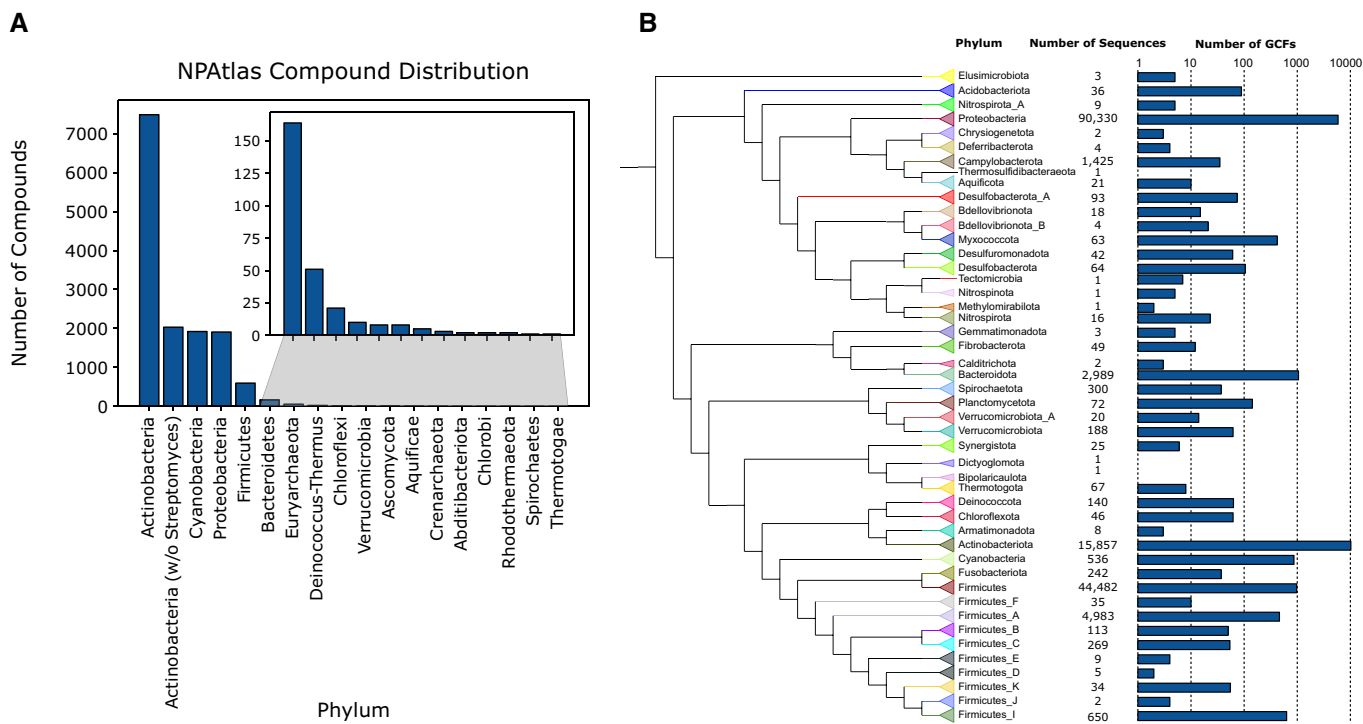 A
NPAtlas Compound Distribution
Number of Compounds
7000
6000
5000
4000
3000
2000
1000
0
150
125
100
75
50
25
0
Actinobacteria
Actinobacteria (w/o Streptomyces)
Cyanobacteria
Proteobacteria
Firmicutes
Bacteroidetes
Euryarchaeota
Deinococcus-Thermus
Chloroflexi
Verrucomicrobia
Ascomycota
Aquificae
Crenarchaeota
Abditibacteriota
Chlorobi
Rhodothermaeota
Spirochaetes
Thermotogae
Phylum
B
Phylum Number of Sequences Number of GCFs
1 10 100 1000 10000
Elusimicrobiota 3
Acidobacteriota 36
Nitrospirota_A 9
Proteobacteria 90,330
Chrysiogenetota 2
Deferribacterota 4
Campylobacterota 1,425
Thermosulfidibacteraeota 1
Aquificota 21
Desulfobacterota_A 93
Bdellovibrionota 18
Bdellovibrionota_B 4
Myxococcota 63
Desulfuromonadota 42
Desulfobacterota 64
Tectomicrobia 1
Nitrospinota 1
Methylomirabilota 1
Nitrospirota 16
Gemmatimonadota 3
Fibrobacterota 49
Calditrichota 2
Bacteroidota 2,989
Spirochaetota 300
Planctomycetota 72
Verrucomicrobiota_A 20
Verrucomicrobiota 188
Synergistota 25
Dictyoglomota 1
Bipolaricaulota 1
Thermotogota 67
Deinococcota 140
Chloroflexota 46
Armatimonadota 8
Actinobacteriota 15,857
Cyanobacteria 536
Fusobacteriota 242
Firmicutes 44,482
Firmicutes_F 35
Firmicutes_A 4,983
Firmicutes_B 113
Firmicutes_C 269
Firmicutes_E 9
Firmicutes_D 5
Firmicutes_K 34
Firmicutes_J 2
Firmicutes_I 650